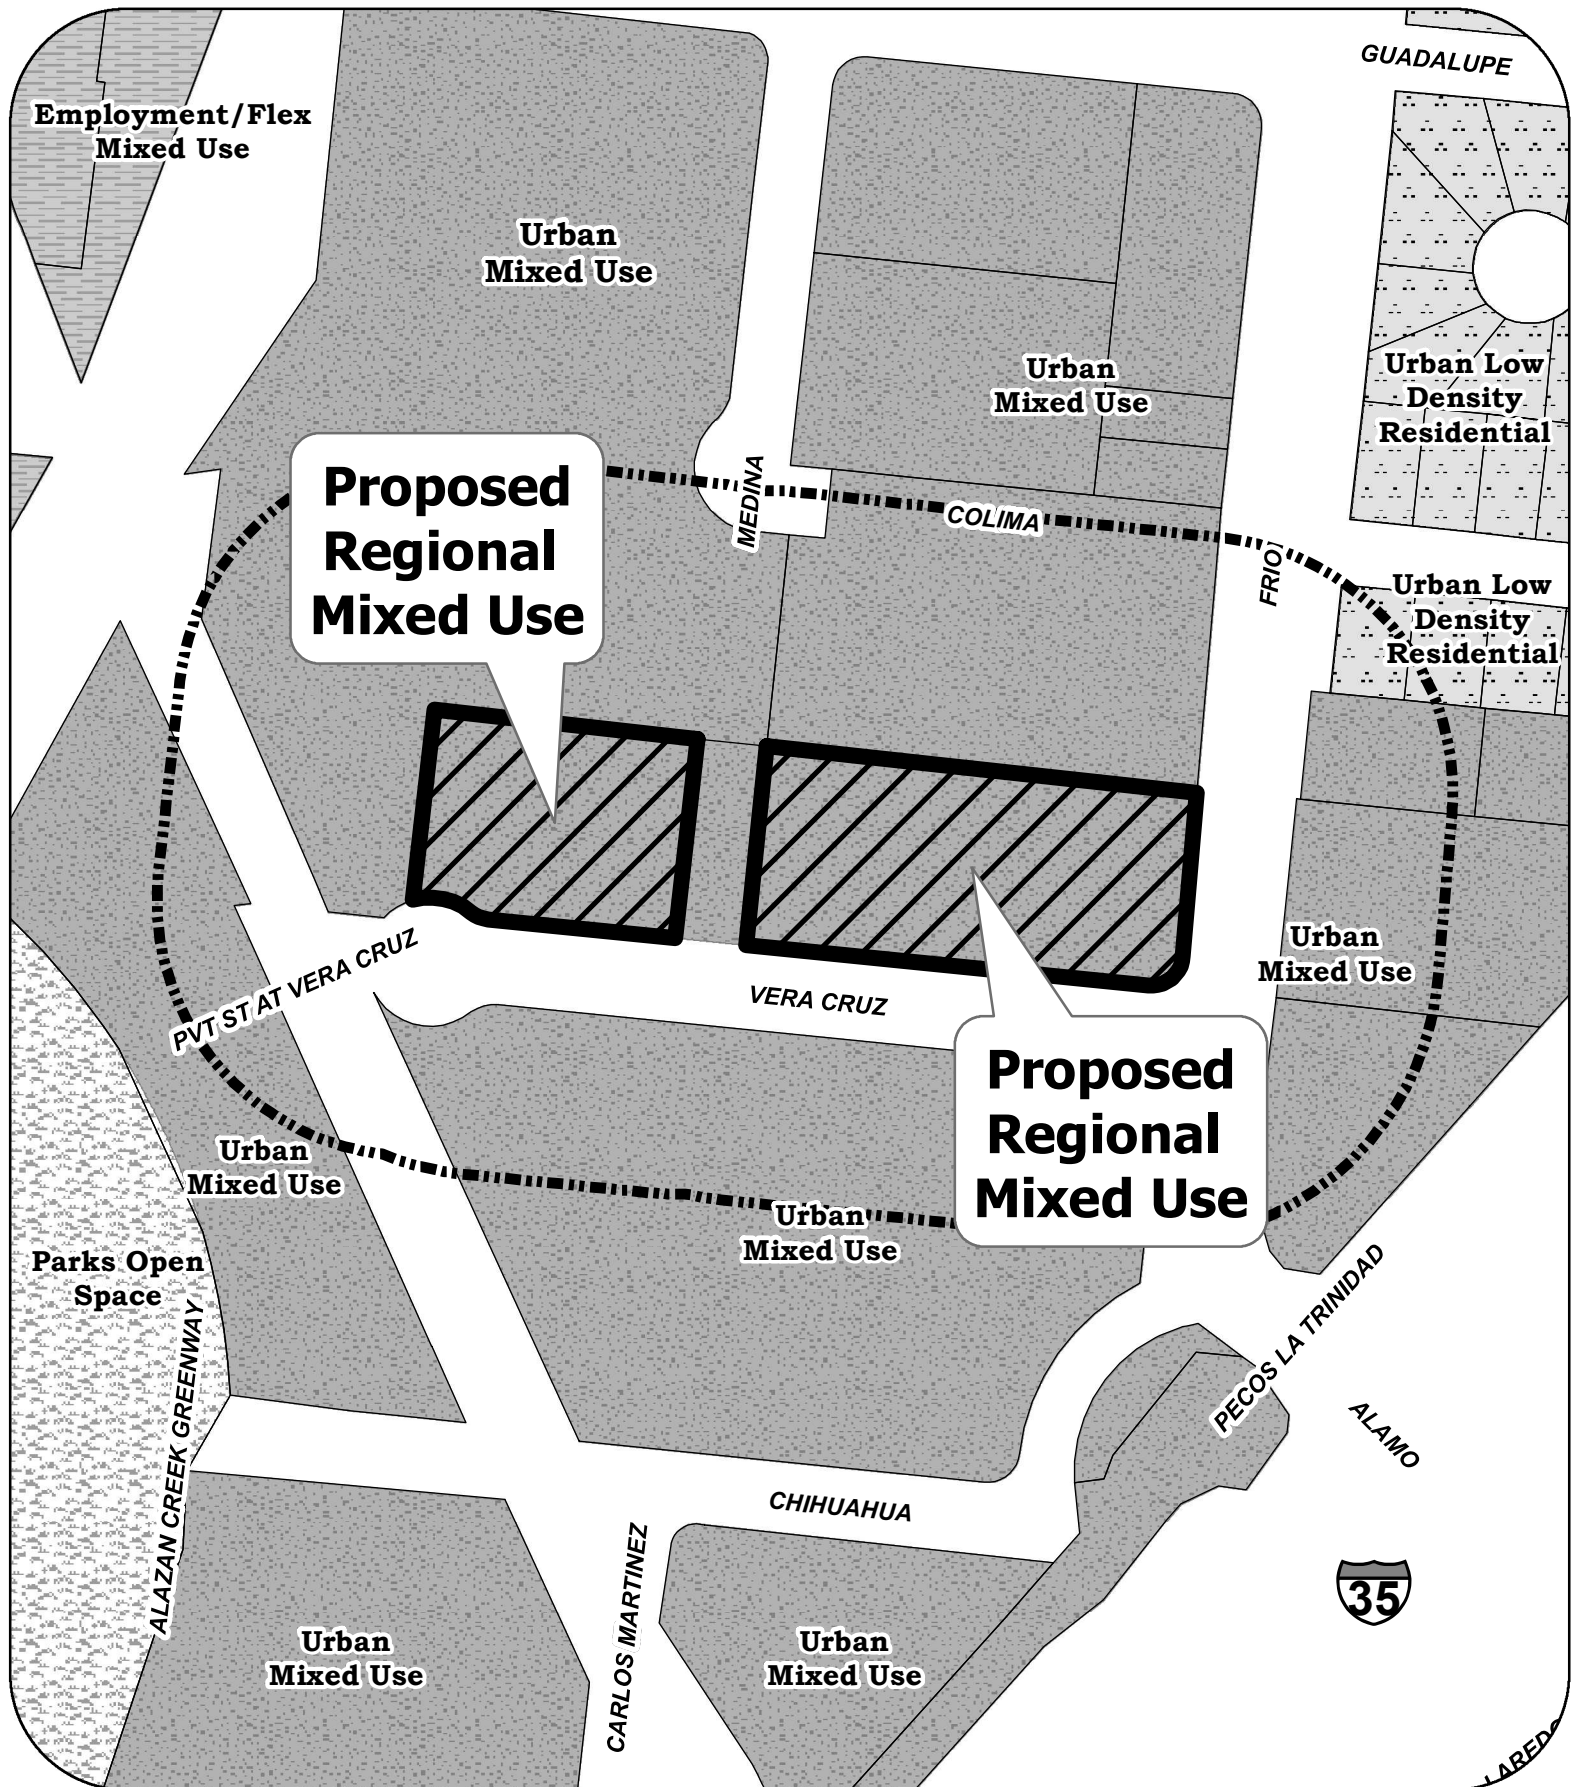 GUADALUPE
Employment/Flex
Mixed Use
Urban
Mixed Use
Urban
Mixed Use
Urban Low
Density
Residential
Proposed
Regional
Mixed Use
MEDINA
COLIMA
FRIO
Urban Low
Density
Residential
PVT ST AT VERA CRUZ
VERA CRUZ
Urban
Mixed Use
Proposed
Regional
Mixed Use
Urban
Mixed Use
Urban
Mixed Use
Parks Open
Space
ALAZAN CREEK GREENWAY
PECOS LA TRINIDAD
ALAMO
CHIHUAHUA
CARLOS MARTINEZ
35
Urban
Mixed Use
Urban
Mixed Use
LAREDO